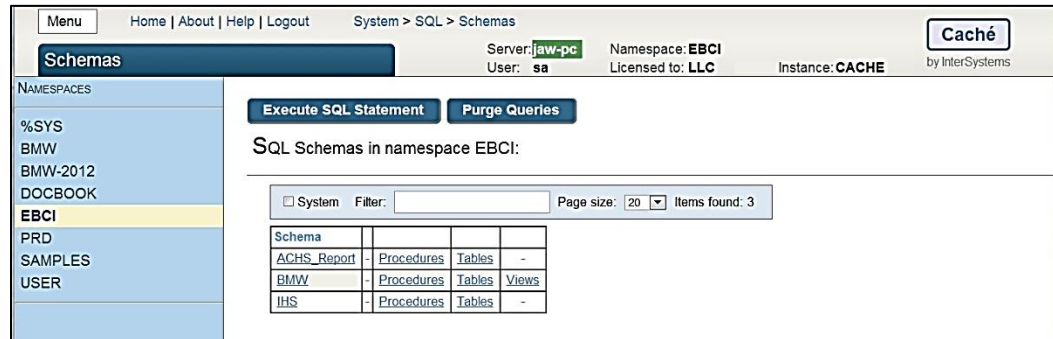 Menu Home | About | Help | Logout System > SQL > Schemas
Schemas
Server: jaw-pc Namespace: EBCI
User: sa Licensed to: LLC Instance: CACHE
Caché
by InterSystems
NAMESPACES
%SYS
BMW
BMW-2012
DOCBOOK
EBCI
PRD
SAMPLES
USER
Execute SQL Statement Purge Queries
SQL Schemas in namespace EBCI:
System Filter: Page size: 20 Items found: 3
Schema
ACHS_Report - Procedures Tables -
BMW - Procedures Tables Views
IHS - Procedures Tables -